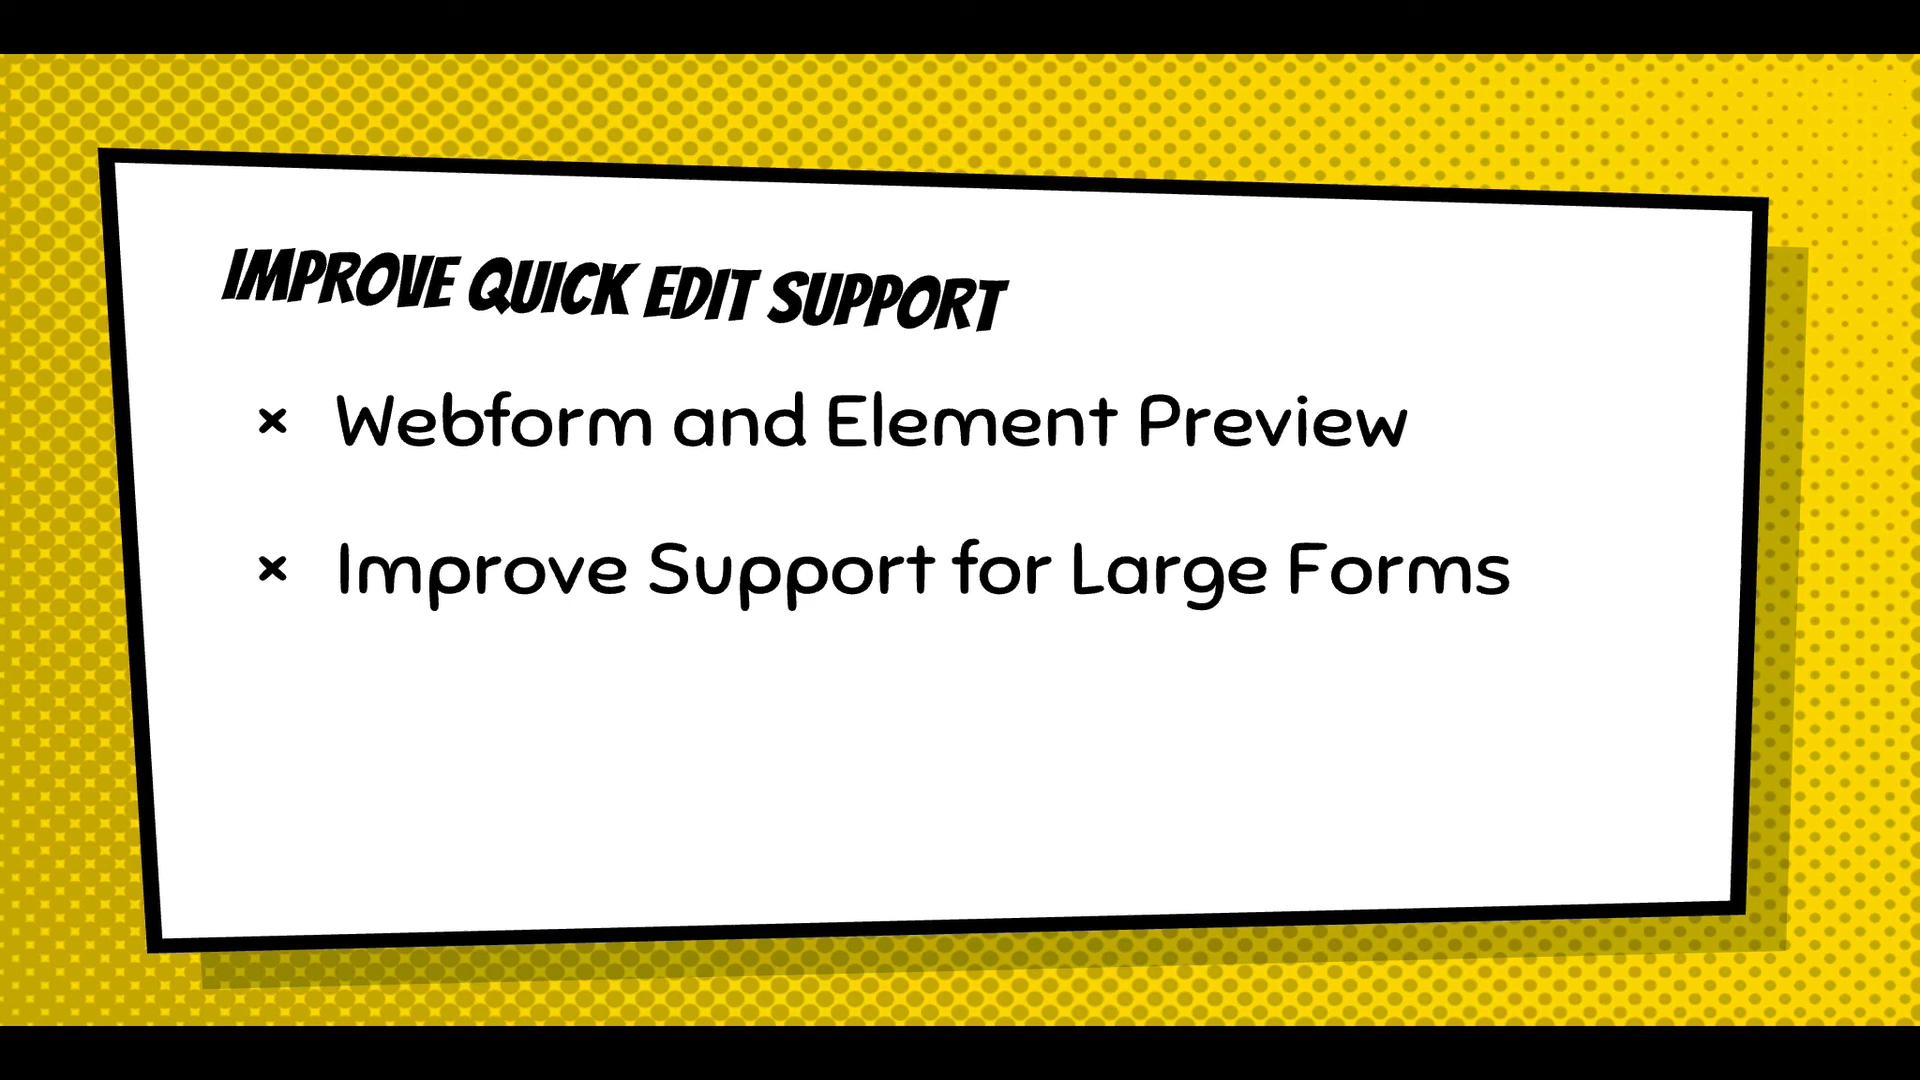 IMPROVE QUICK EDIT SUPPORT
× Webform and Element Preview
× Improve Support for Large Forms